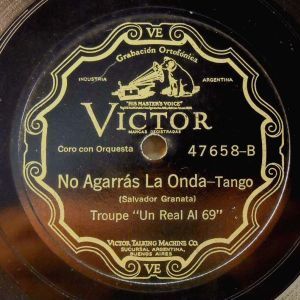 VE
Grabación Ortofónica
INDUSTRIA ARGENTINA
"HIS MASTER'S VOICE"
VICTOR
MARCAS REGISTRADAS
Coro con Orquesta 47658-B
No Agarrás La Onda-Tango
(Salvador Granata)
Troupe "Un Real Al 69"
VICTOR TALKING MACHINE CO.
SUCURSAL ARGENTINA,
BUENOS AIRES
VE